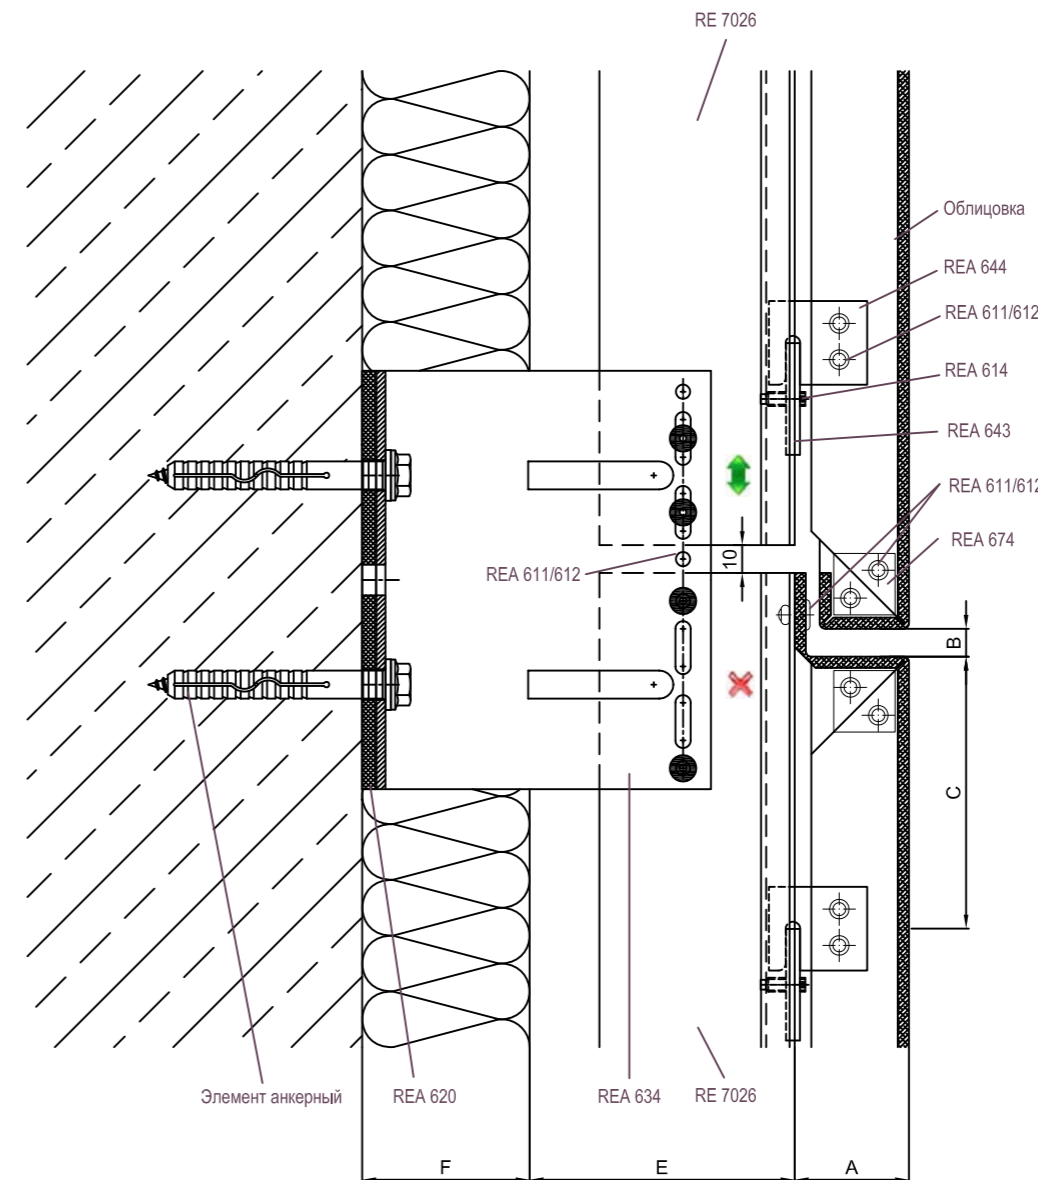 RE 7026
Облицовка
REA 644
REA 611/612
REA 614
REA 643
REA 611/612
REA 674
REA 611/612
10
B
C
Элемент анкерный
REA 620
REA 634
RE 7026
F
E
A